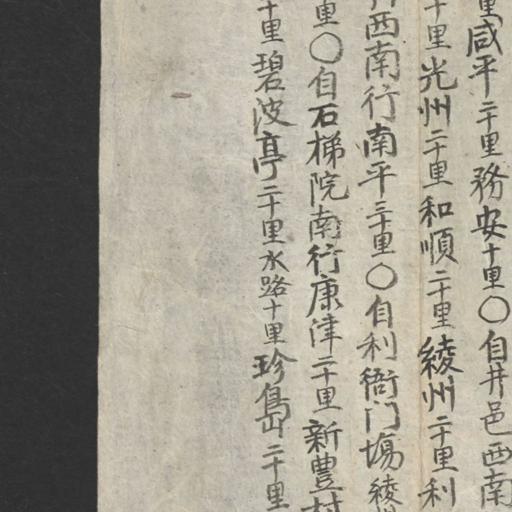 里咸平二十里務安十里〇自井邑西南
十里光州二十里和順二十里綾州二十里利
西南行南平三十里〇自利衙門場綾
里〇自石梯院南行康津二十里新豊村
十里碧波亭二十里水路十里珍島二十里